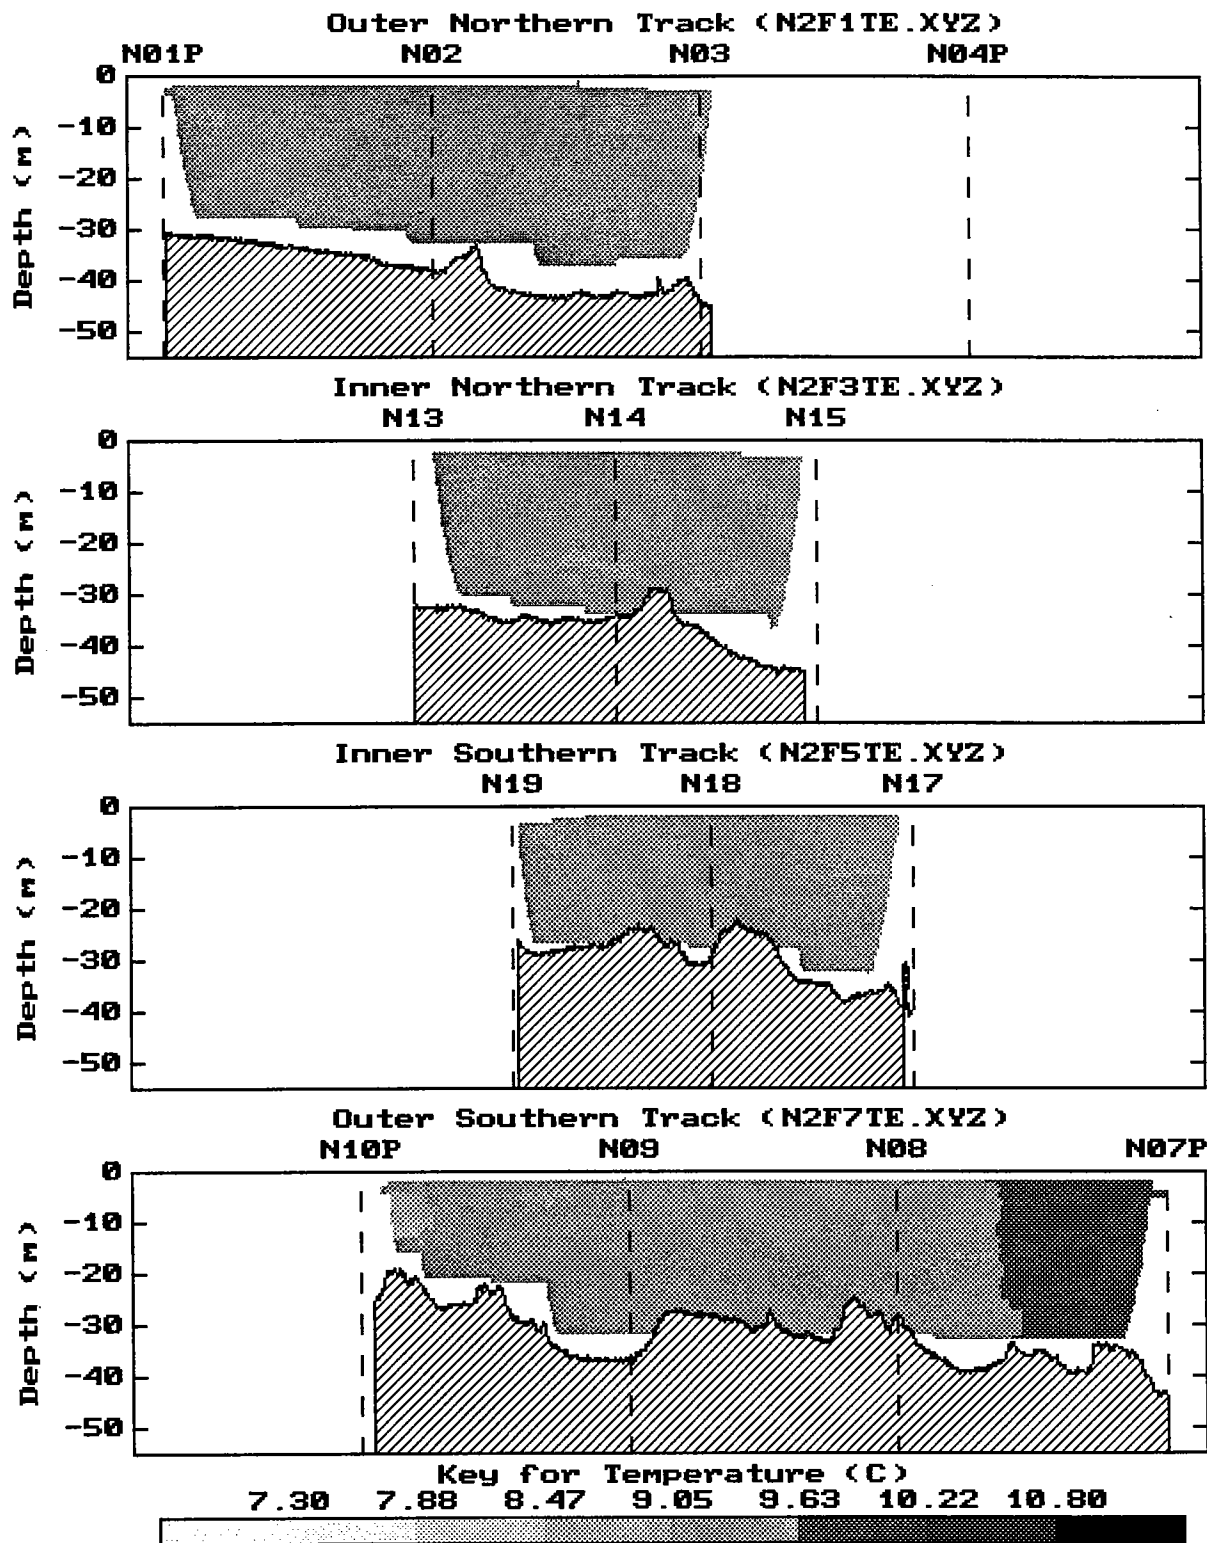 Outer Northern Track (N2F1TE.XYZ)
N01P N02 N03 N04P
0
-10
-20
-30
-40
-50
Depth (m)
Inner Northern Track (N2F3TE.XYZ)
N13 N14 N15
0
-10
-20
-30
-40
-50
Depth (m)
Inner Southern Track (N2F5TE.XYZ)
N19 N18 N17
0
-10
-20
-30
-40
-50
Depth (m)
Outer Southern Track (N2F7TE.XYZ)
N10P N09 N08 N07P
0
-10
-20
-30
-40
-50
Depth (m)
Key for Temperature (C)
7.30 7.88 8.47 9.05 9.63 10.22 10.80